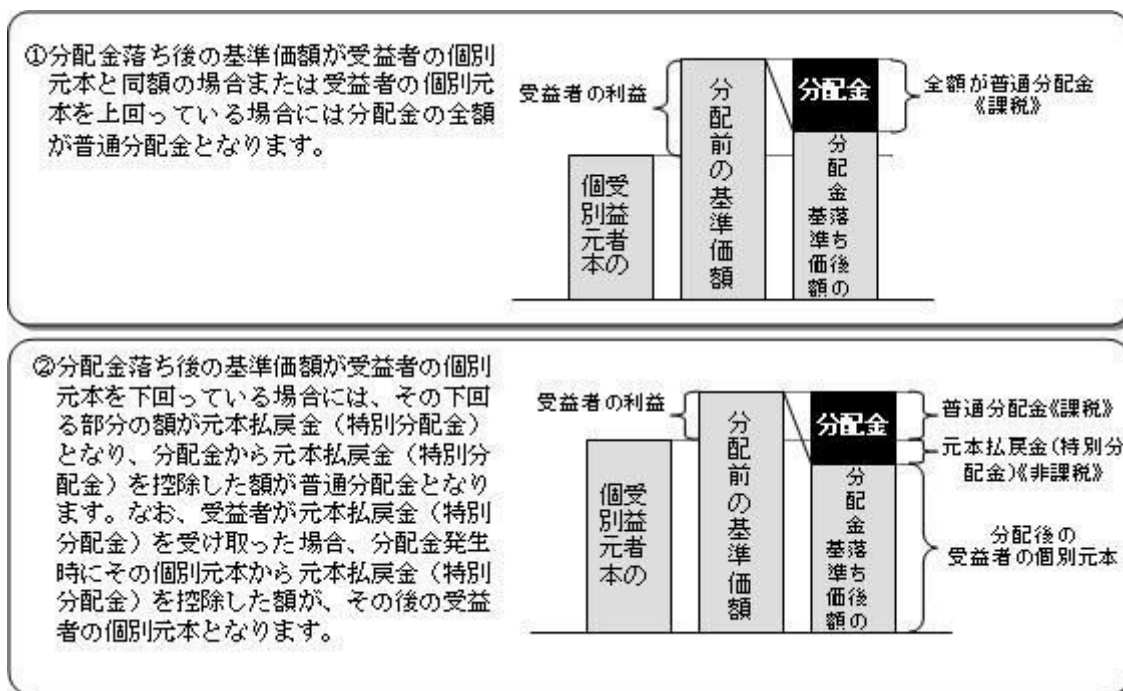 ①分配金落ち後の基準価額が受益者の個別
元本と同額の場合または受益者の個別元
本を上回っている場合には分配金の全額
が普通分配金となります。
受益者の利益
受益者の
個別元本
分配前の基準価額
分配金
分配金落ち後の
基準価額
全額が普通分配金
《課税》
②分配金落ち後の基準価額が受益者の個別
元本を下回っている場合には、その下回
る部分の額が元本払戻金（特別分配金）
となり、分配金から元本払戻金（特別分
配金）を控除した額が普通分配金となり
ます。なお、受益者が元本払戻金（特別
分配金）を受け取った場合、分配金発生
時にその個別元本から元本払戻金（特別
分配金）を控除した額が、その後の受益
者の個別元本となります。
受益者の利益
受益者の
個別元本
分配前の基準価額
分配金
分配金落ち後の
基準価額
普通分配金《課税》
元本払戻金(特別分
配金)《非課税》
分配後の
受益者の個別元本